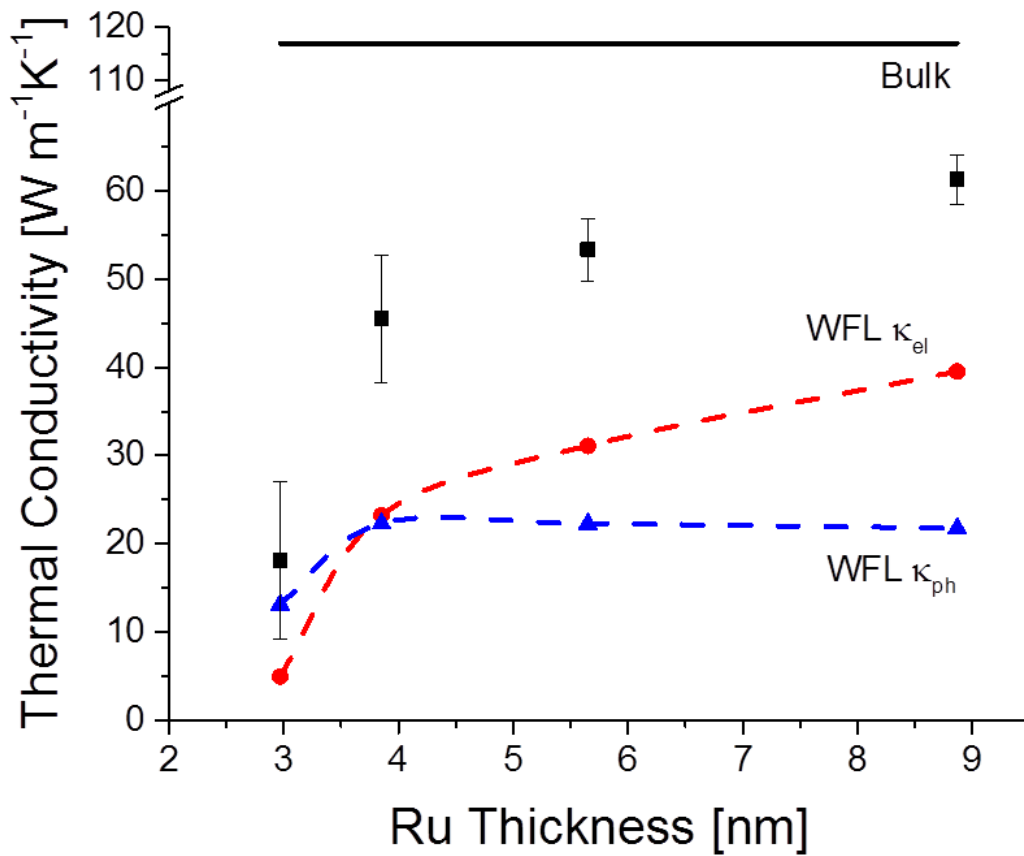 Thermal Conductivity [W m⁻¹K⁻¹]
120
110
60
50
40
30
20
10
0
Bulk
WFL κₑₗ
WFL κₚₕ
2 3 4 5 6 7 8 9
Ru Thickness [nm]